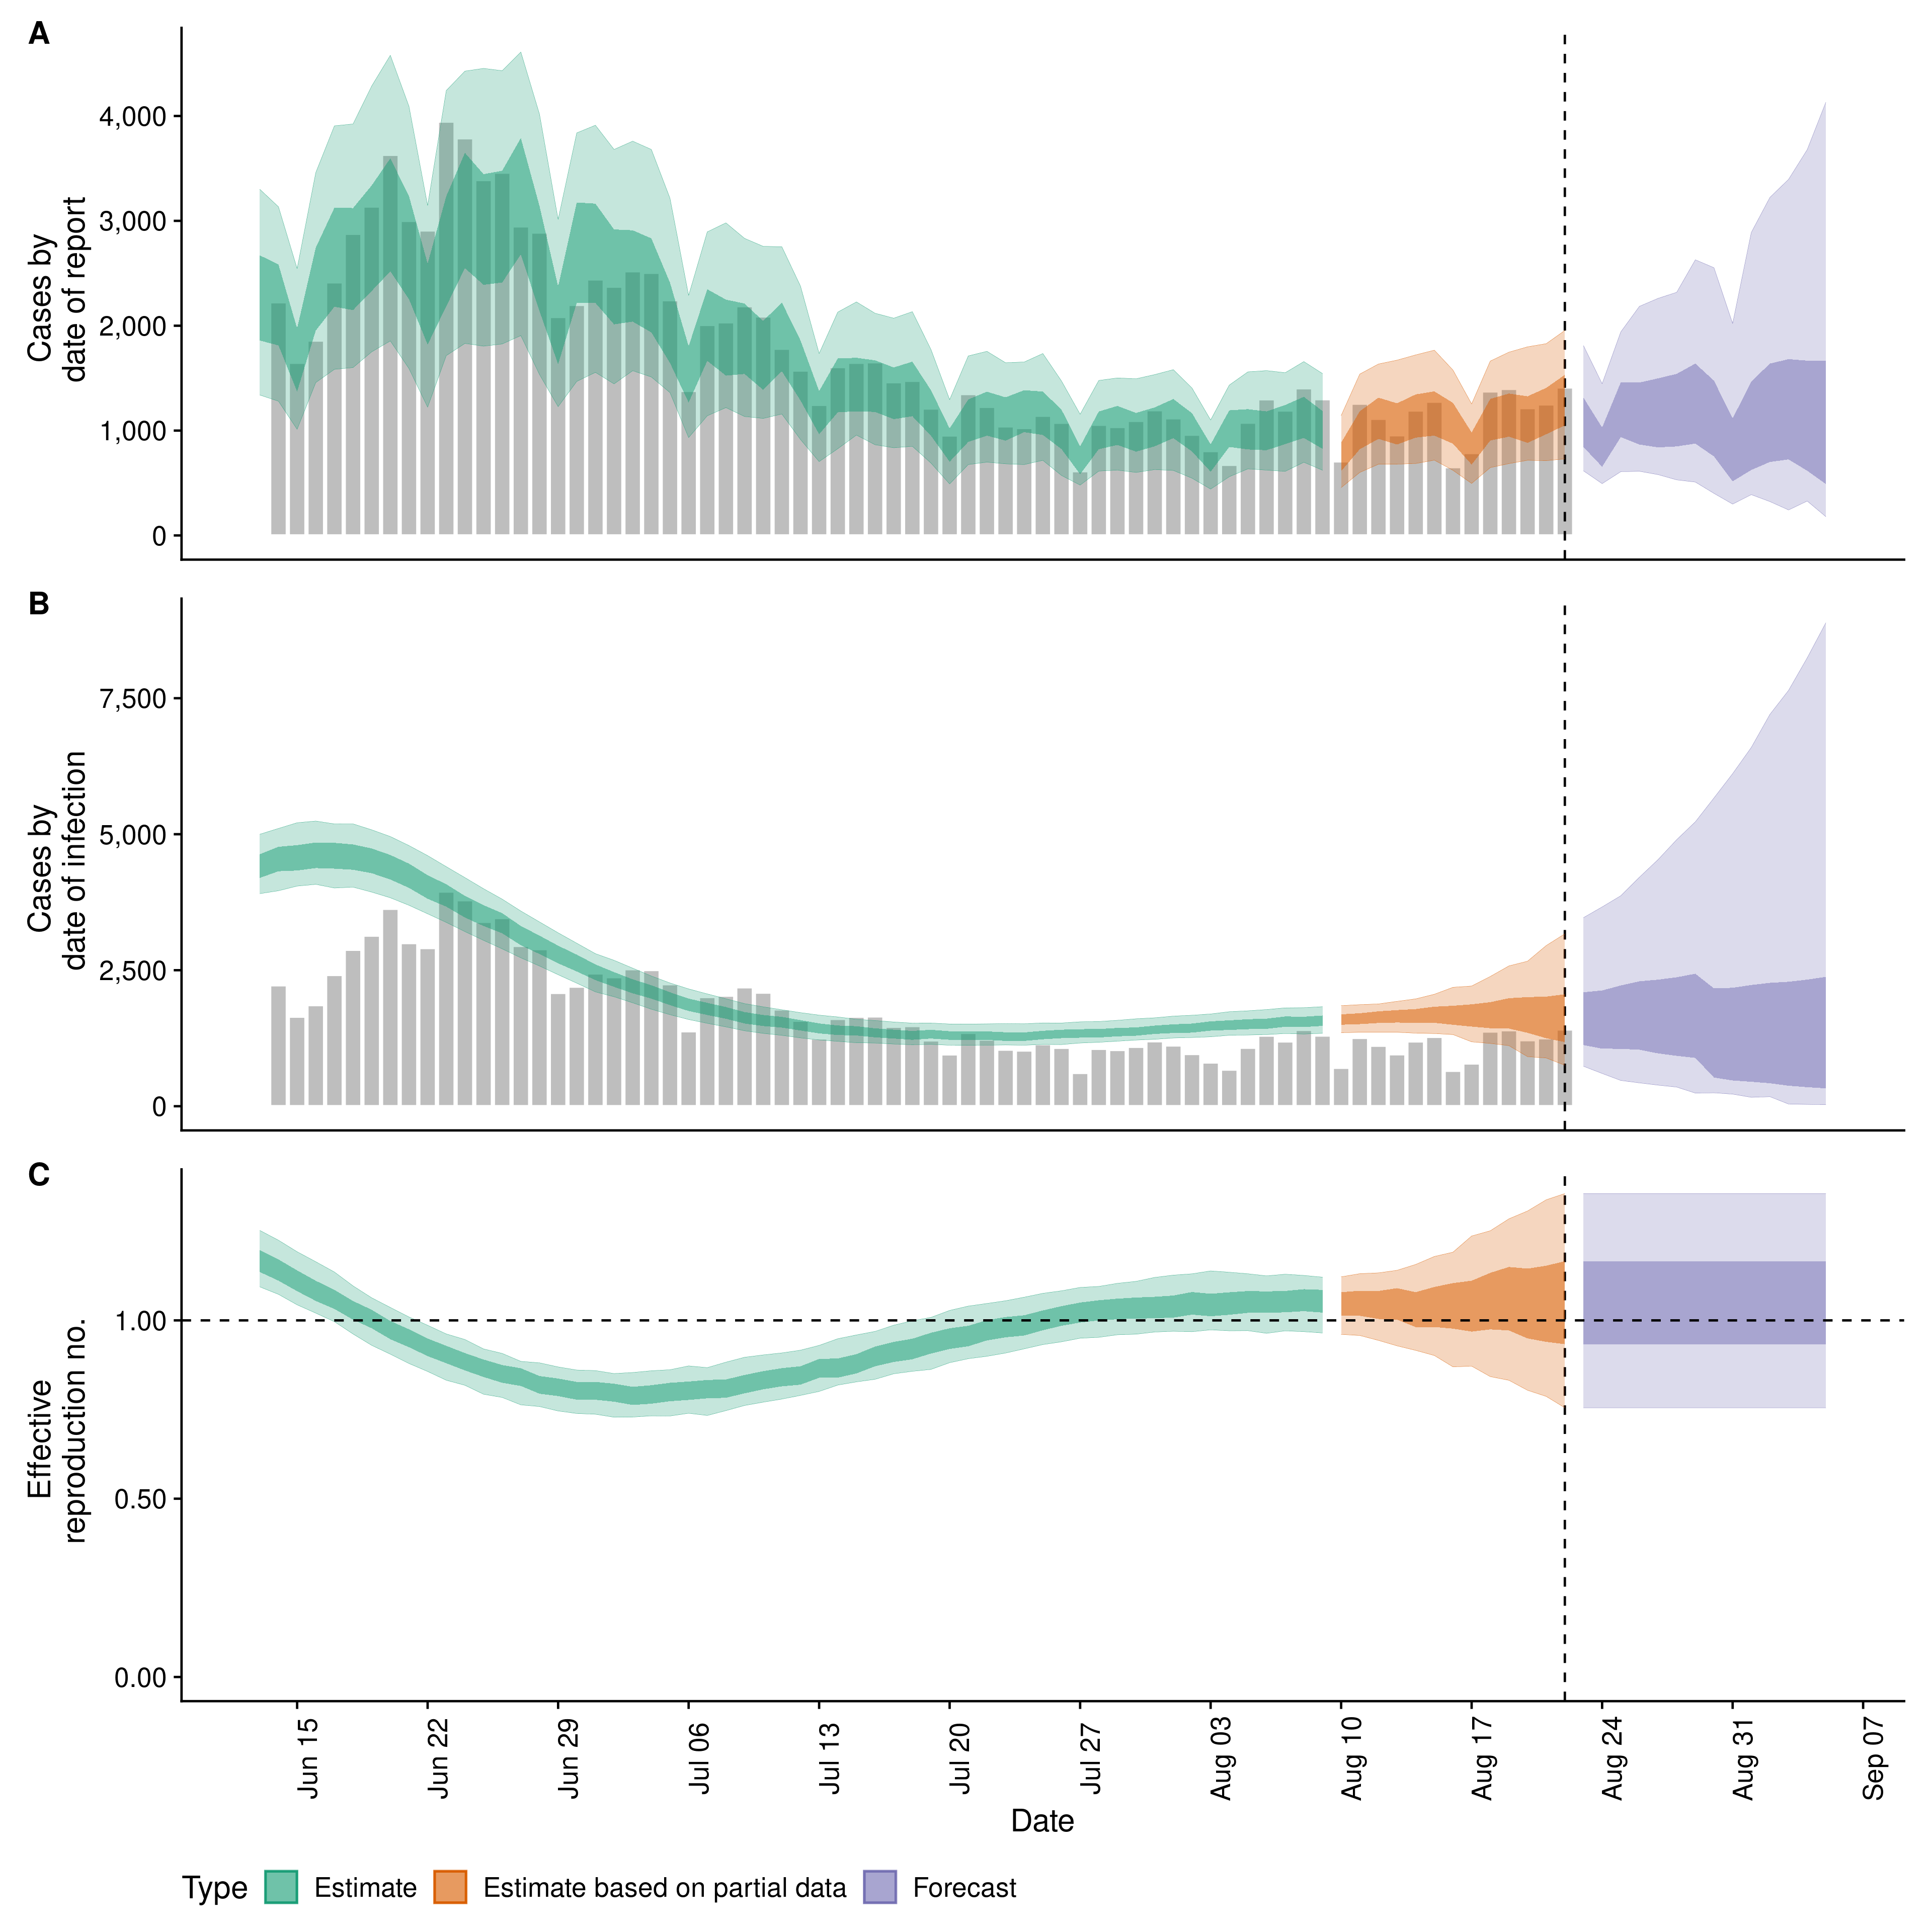 A
Cases by
date of report
4,000
3,000
2,000
1,000
0
B
Cases by
date of infection
7,500
5,000
2,500
0
C
Effective
reproduction no.
1.00
0.50
0.00
Jun 15
Jun 22
Jun 29
Jul 06
Jul 13
Jul 20
Jul 27
Aug 03
Aug 10
Aug 17
Aug 24
Aug 31
Sep 07
Date
Type Estimate Estimate based on partial data Forecast